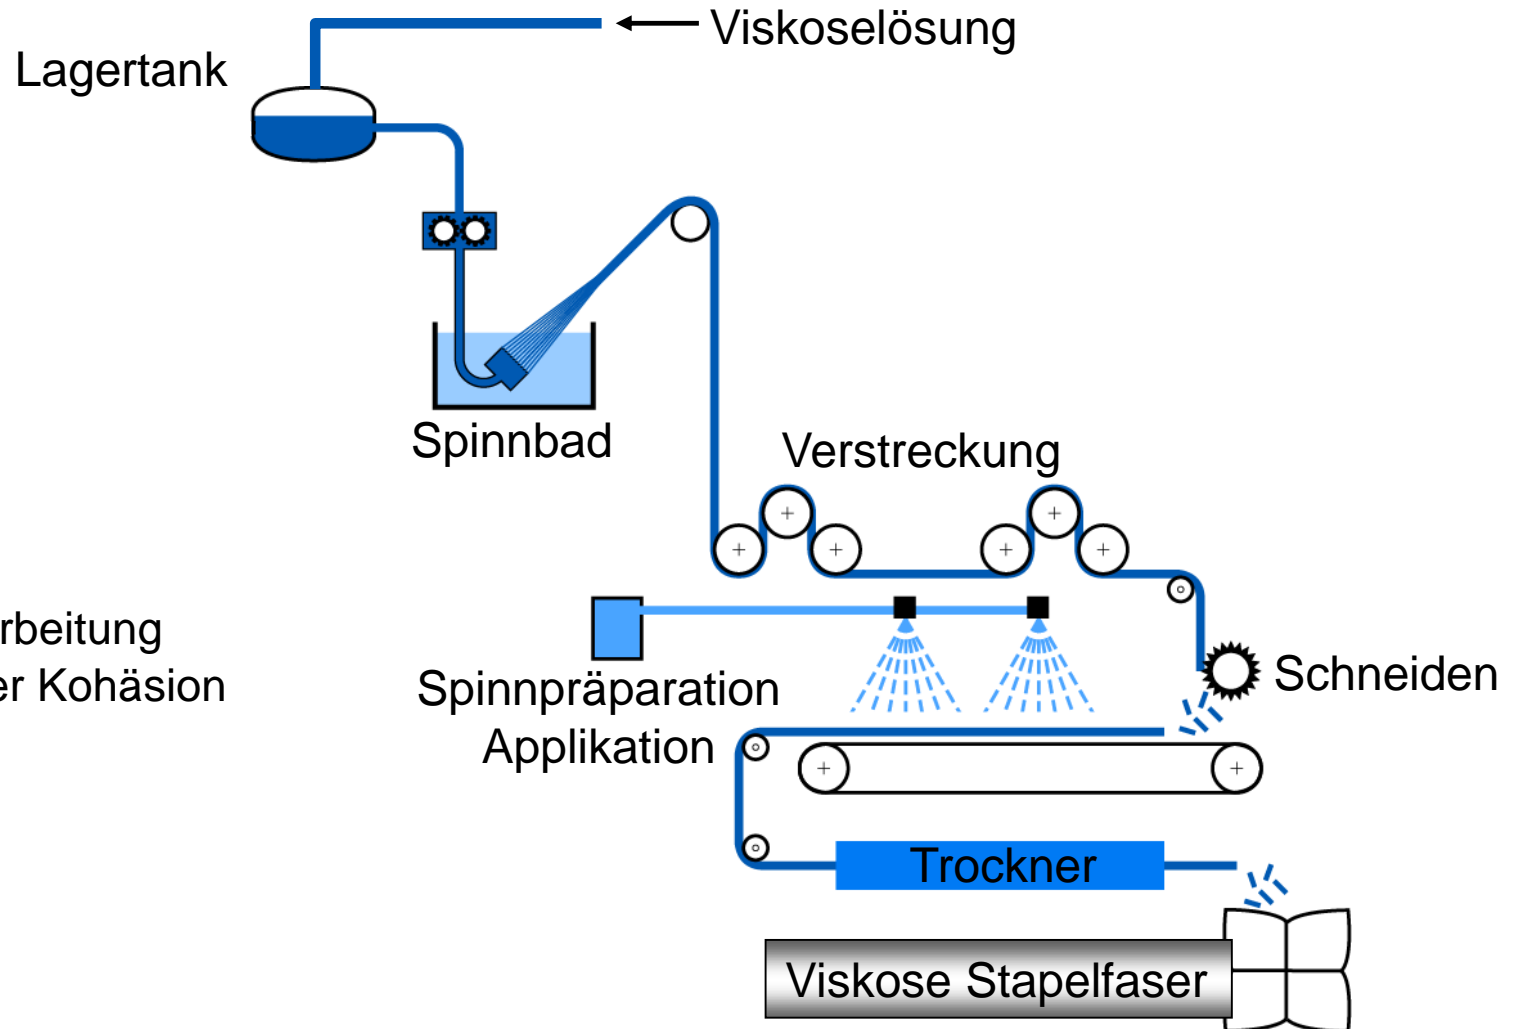 Viskoselösung
Lagertank
Spinnbad
Verstreckung
rbeitung
er Kohäsion
Spinnpräparation
Applikation
Schneiden
Trockner
Viskose Stapelfaser